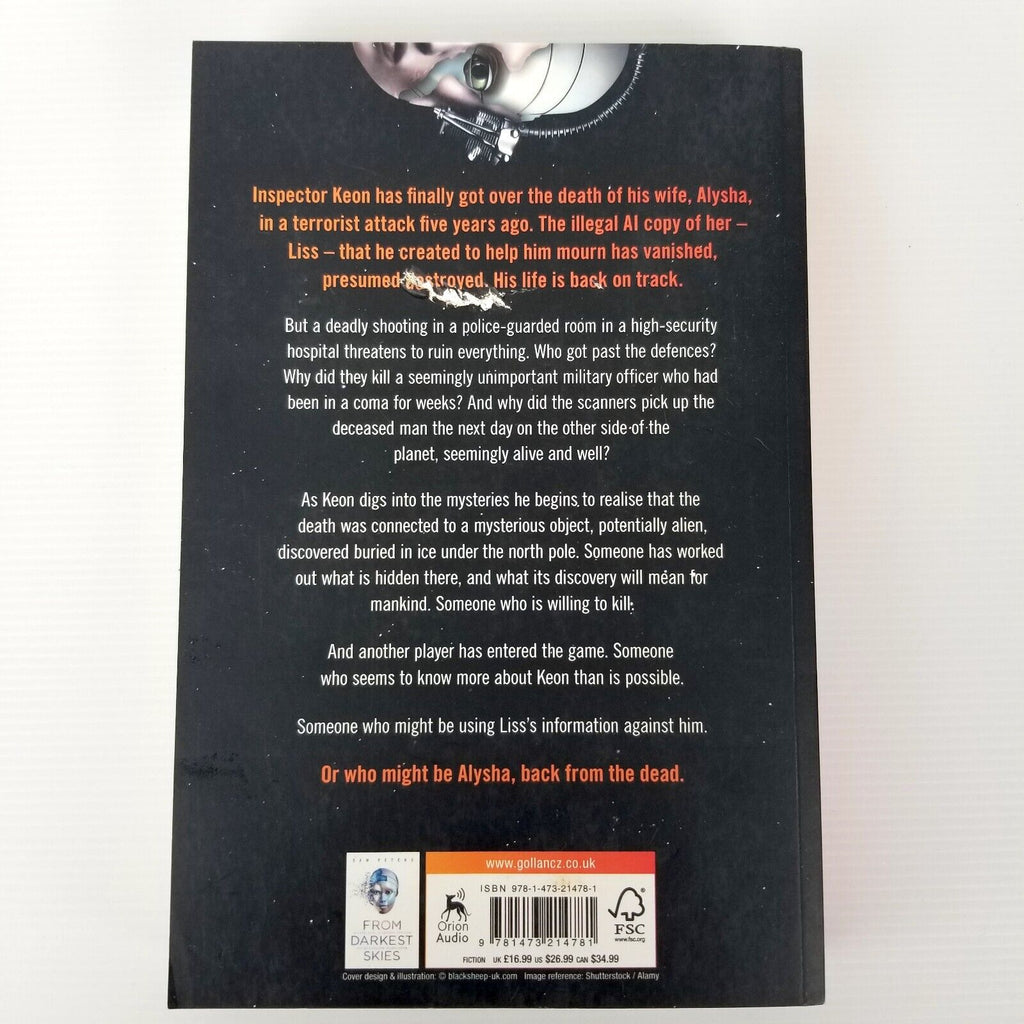 Inspector Keon has finally got over the death of his wife, Alysha,
in a terrorist attack five years ago. The illegal AI copy of her –
Liss – that he created to help him mourn has vanished,
presumed destroyed. His life is back on track.
But a deadly shooting in a police-guarded room in a high-security
hospital threatens to ruin everything. Who got past the defences?
Why did they kill a seemingly unimportant military officer who had
been in a coma for weeks? And why did the scanners pick up the
deceased man the next day on the other side of the
planet, seemingly alive and well?
As Keon digs into the mysteries he begins to realise that the
death was connected to a mysterious object, potentially alien,
discovered buried in ice under the north pole. Someone has worked
out what is hidden there, and what its discovery will mean for
mankind. Someone who is willing to kill.
And another player has entered the game. Someone
who seems to know more about Keon than is possible.
Someone who might be using Liss's information against him.
Or who might be Alysha, back from the dead.
SAM PETERS
FROM
DARKEST
SKIES
www.gollancz.co.uk
ISBN 978-1-473-21478-1
Orion
Audio
9 781473 214781
FSC
www.fsc.org
FICTION UK £16.99 US $26.99 CAN $34.99
Cover design & illustration: © blacksheep-uk.com Image reference: Shutterstock / Alamy